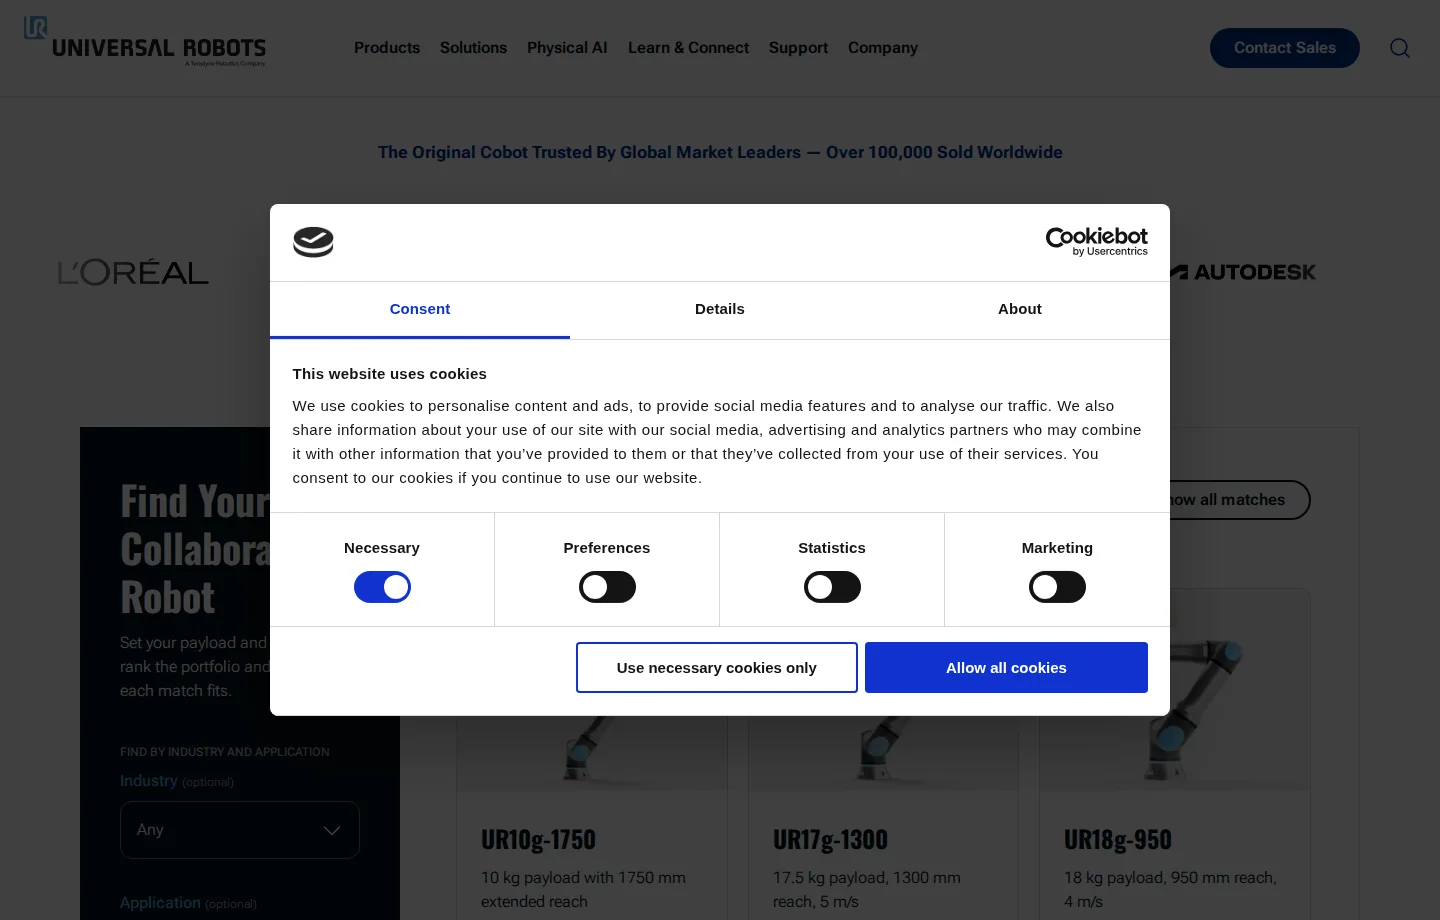 UNIVERSAL ROBOTS
A Teradyne Robotics Company
Products Solutions Physical AI Learn & Connect Support Company
Contact Sales
The Original Cobot Trusted By Global Market Leaders — Over 100,000 Sold Worldwide
L'ORÉAL
AUTODESK
Cookiebot
by Usercentrics
Consent Details About
This website uses cookies
We use cookies to personalise content and ads, to provide social media features and to analyse our traffic. We also
share information about your use of our site with our social media, advertising and analytics partners who may combine
it with other information that you’ve provided to them or that they’ve collected from your use of their services. You
consent to our cookies if you continue to use our website.
Necessary Preferences Statistics Marketing
Use necessary cookies only Allow all cookies
Find Your
Collabora
Robot
Set your payload and
rank the portfolio and
each match fits.
FIND BY INDUSTRY AND APPLICATION
Industry (optional)
Any
Application (optional)
how all matches
UR10g-1750
10 kg payload with 1750 mm
extended reach
UR17g-1300
17.5 kg payload, 1300 mm
reach, 5 m/s
UR18g-950
18 kg payload, 950 mm reach,
4 m/s